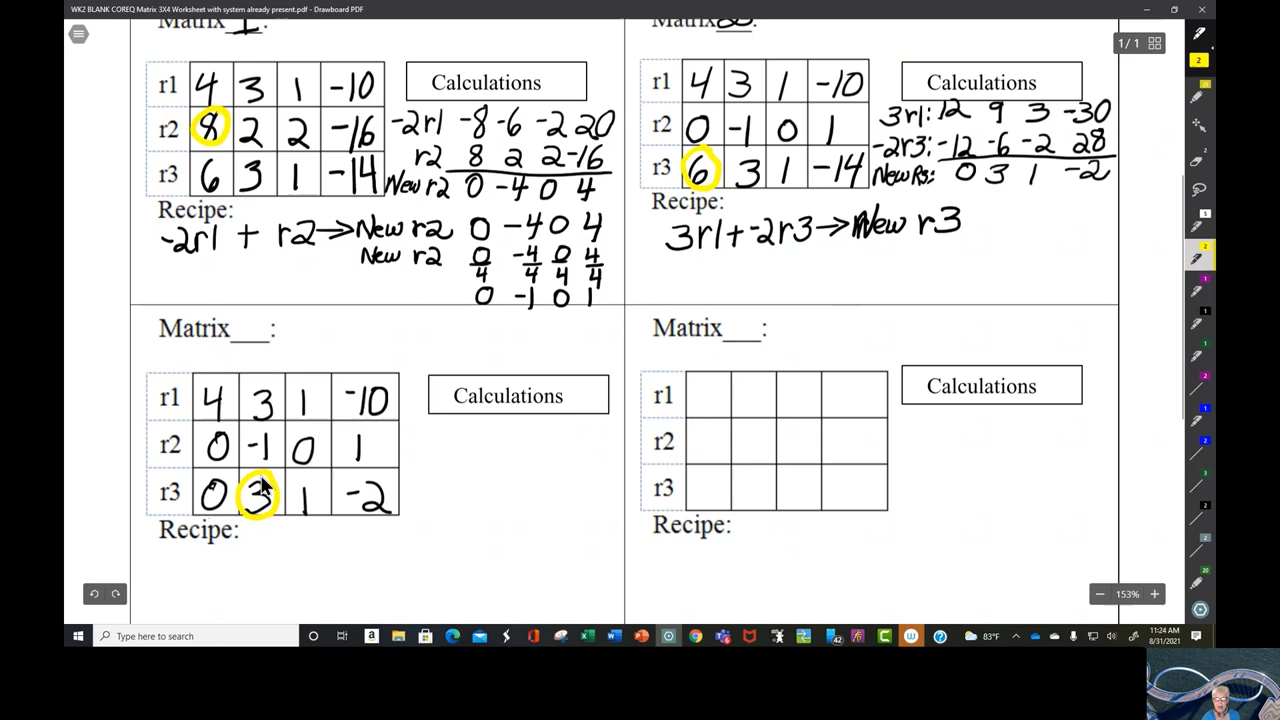 WK2 BLANK COREQ Matrix 3X4 Worksheet with system already present.pdf - Drawboard PDF
1/1
2
Matrix 1:
r1 4 3 1 -10
r2 8 2 2 -16
r3 6 3 1 -14
Calculations
-2r1 -8 -6 -2 20
r2 8 2 2 -16
New r2 0 -4 0 4
Recipe:
-2r1 + r2→New r2 0 -4 0 4
New r2 0/4 -4/4 0/4 4/4
0 -1 0 1
Matrix
r1 4 3 1 -10
r2 0 -1 0 1
r3 6 3 1 -14
Calculations
3r1: 12 9 3 -30
-2r3: -12 -6 -2 28
New R3: 0 3 1 -2
Recipe:
3r1+-2r3→New r3
Matrix___:
r1 4 3 1 -10
r2 0 -1 0 1
r3 0 3 1 -2
Calculations
Recipe:
Matrix___:
r1
r2
r3
Calculations
Recipe:
153%
Type here to search
83°F
11:24 AM
8/31/2021